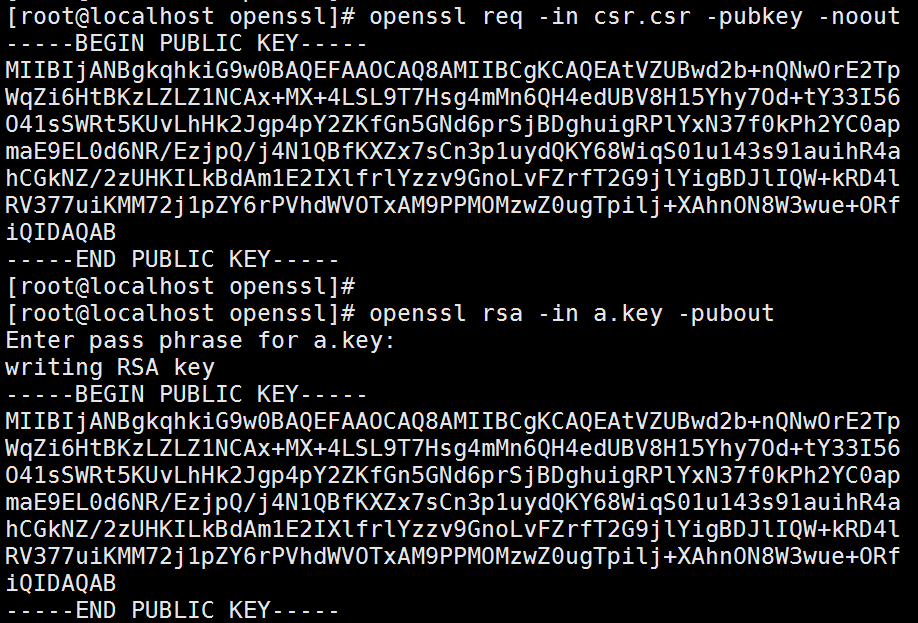 [root@localhost openssl]# openssl req -in csr.csr -pubkey -noout
-----BEGIN PUBLIC KEY-----
MIIBIjANBgkqhkiG9w0BAQEFAAOCAQ8AMIIBCgKCAQEAtVZUBwd2b+nQNwOrE2Tp
WqZi6HtBKzLZLZ1NCAx+MX+4LSL9T7Hsg4mMn6QH4edUBV8H15Yhy7Od+tY33I56
O41sSWRt5KUvLhHk2Jgp4pY2ZKfGn5GNd6prSjBDghuigRPlYxN37f0kPh2YC0ap
maE9EL0d6NR/EzjpQ/j4N1QBfKXZx7sCn3p1uydQKY68WiqS01u143s91auihR4a
hCGkNZ/2zUHKILkBdAm1E2IXlfrlYzzv9GnoLvFZrfT2G9jlYigBDJlIQW+kRD4l
RV377uiKMM72j1pZY6rPVhdWVOTxAM9PPMOMzwZ0ugTpilj+XAhnON8W3wue+ORf
iQIDAQAB
-----END PUBLIC KEY-----
[root@localhost openssl]#
[root@localhost openssl]# openssl rsa -in a.key -pubout
Enter pass phrase for a.key:
writing RSA key
-----BEGIN PUBLIC KEY-----
MIIBIjANBgkqhkiG9w0BAQEFAAOCAQ8AMIIBCgKCAQEAtVZUBwd2b+nQNwOrE2Tp
WqZi6HtBKzLZLZ1NCAx+MX+4LSL9T7Hsg4mMn6QH4edUBV8H15Yhy7Od+tY33I56
O41sSWRt5KUvLhHk2Jgp4pY2ZKfGn5GNd6prSjBDghuigRPlYxN37f0kPh2YC0ap
maE9EL0d6NR/EzjpQ/j4N1QBfKXZx7sCn3p1uydQKY68WiqS01u143s91auihR4a
hCGkNZ/2zUHKILkBdAm1E2IXlfrlYzzv9GnoLvFZrfT2G9jlYigBDJlIQW+kRD4l
RV377uiKMM72j1pZY6rPVhdWVOTxAM9PPMOMzwZ0ugTpilj+XAhnON8W3wue+ORf
iQIDAQAB
-----END PUBLIC KEY-----